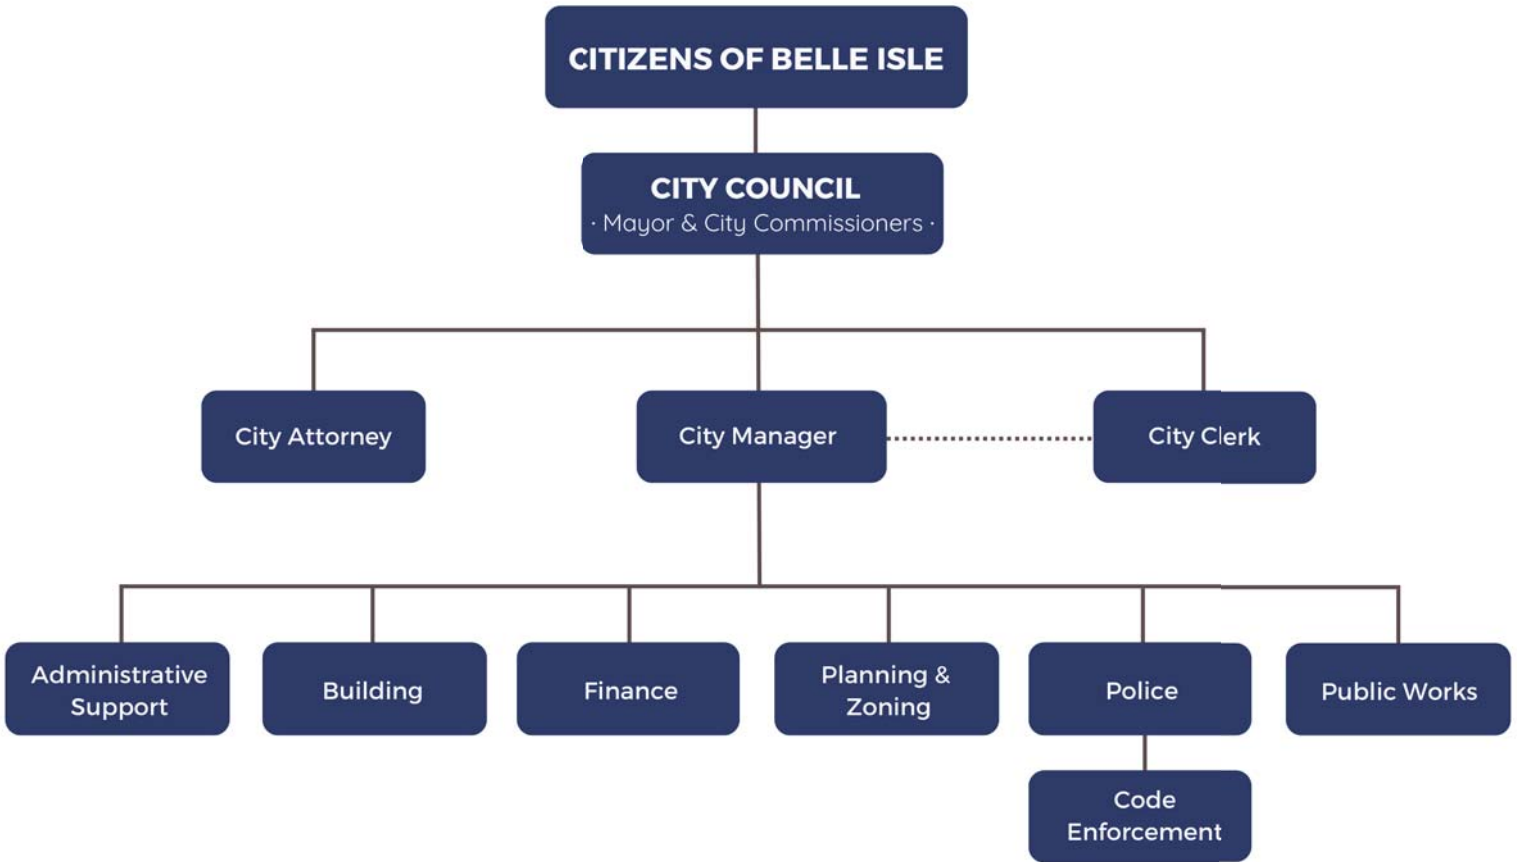 CITIZENS OF BELLE ISLE
CITY COUNCIL
· Mayor & City Commissioners ·
City Attorney
City Manager
City Clerk
Administrative
Support
Building
Finance
Planning &
Zoning
Police
Public Works
Code
Enforcement